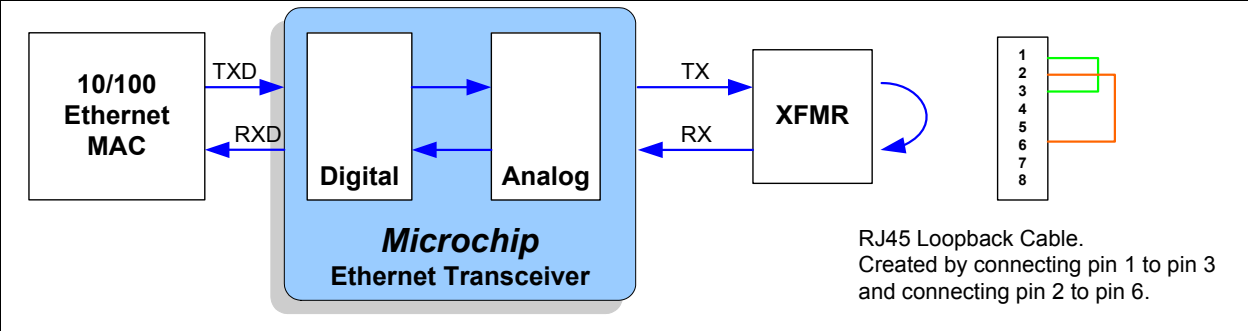 10/100
Ethernet
MAC
TXD
RXD
Digital
Analog
Microchip
Ethernet Transceiver
TX
RX
XFMR
1
2
3
4
5
6
7
8
RJ45 Loopback Cable.
Created by connecting pin 1 to pin 3
and connecting pin 2 to pin 6.